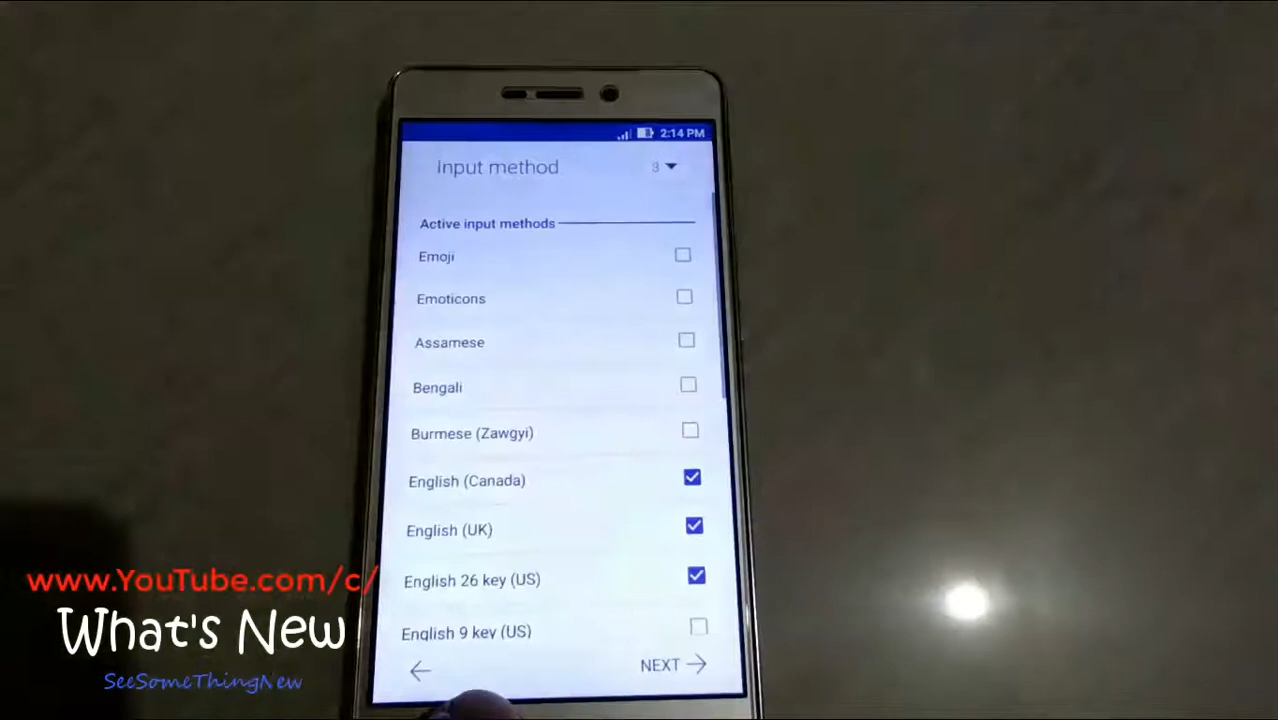 2:14 PM
Input method 3
Active input methods
Emoji
Emoticons
Assamese
Bengali
Burmese (Zawgyi)
English (Canada)
English (UK)
English 26 key (US)
English 9 key (US)
NEXT
www.YouTube.com/c/
What's New
SeeSomeThingNew